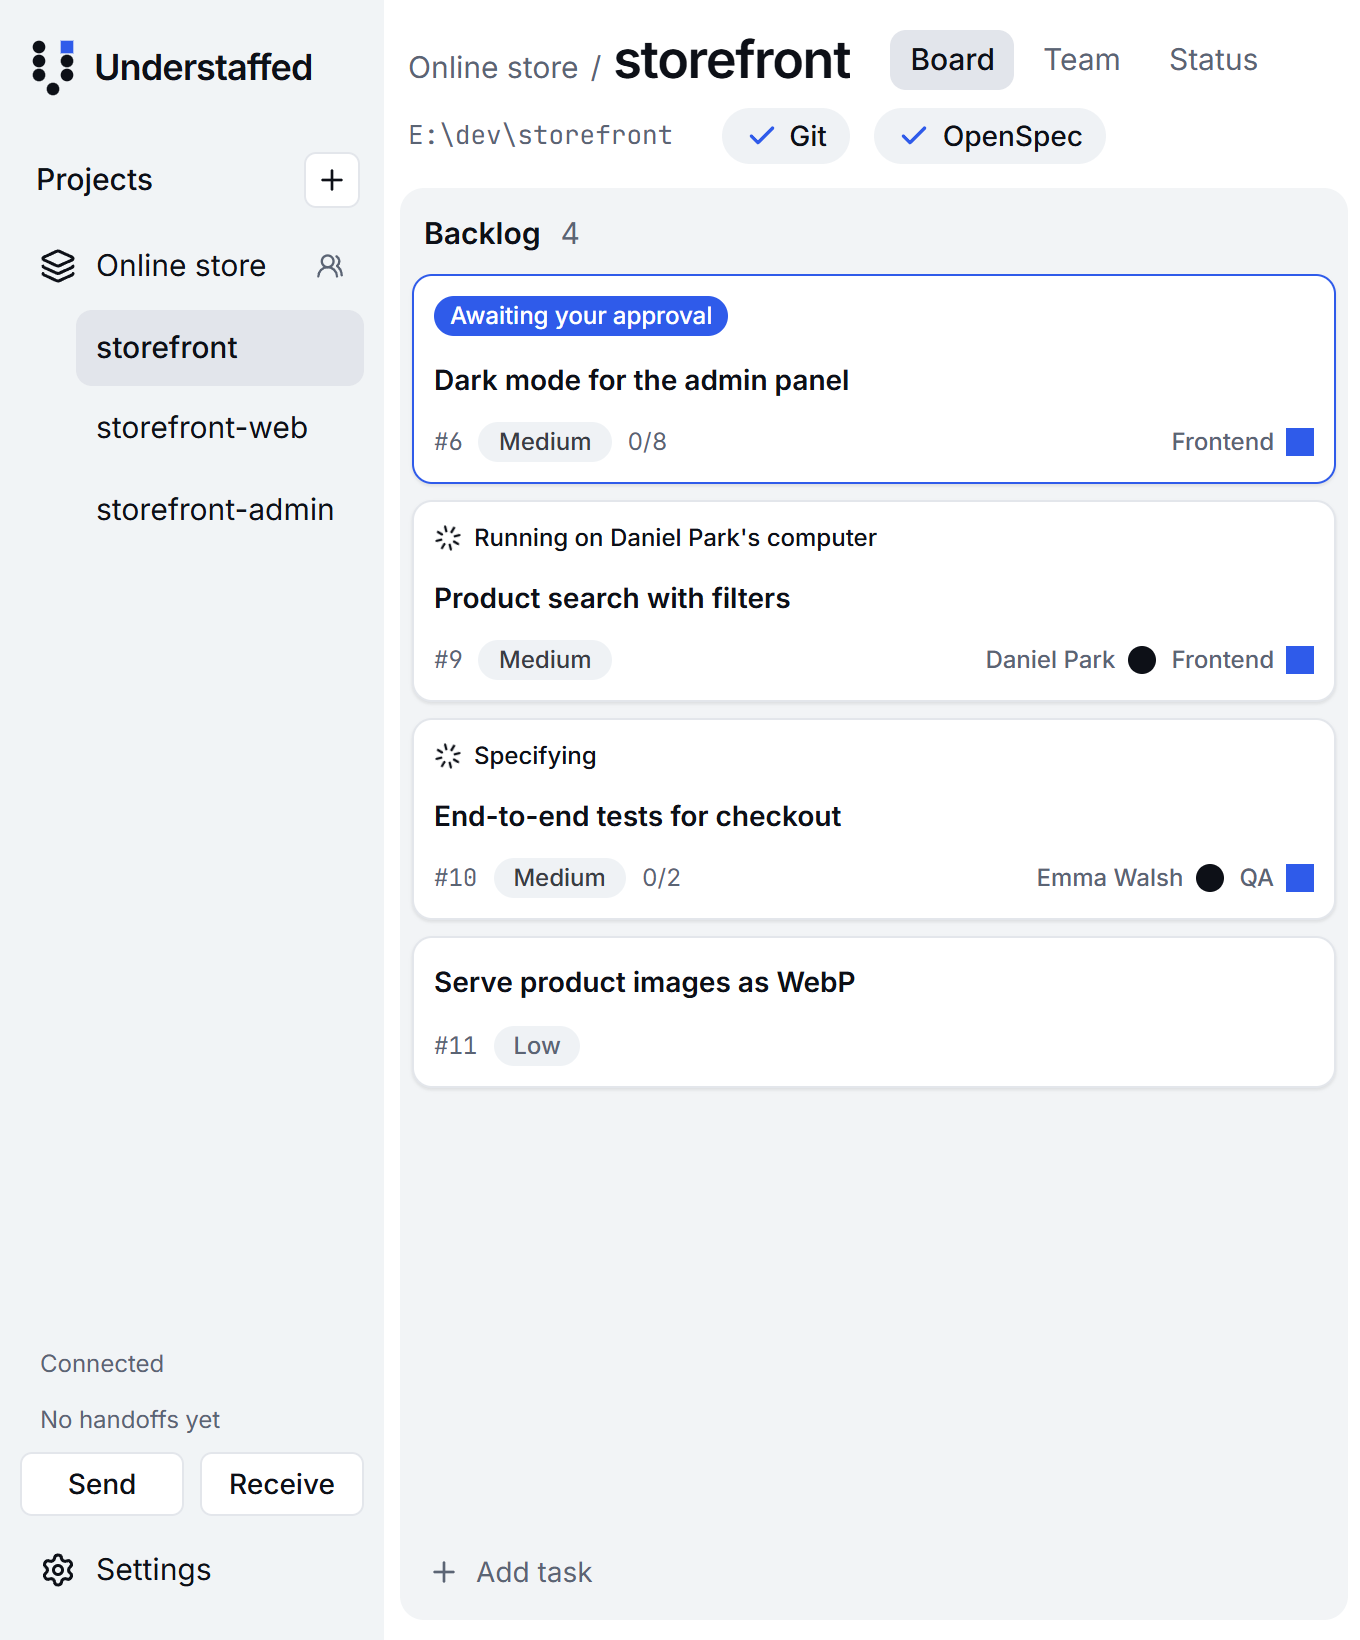 Understaffed
Projects
Online store
storefront
storefront-web
storefront-admin
Connected
No handoffs yet
Send
Receive
Settings
Online store / storefront
Board
Team
Status
E:\dev\storefront
Git
OpenSpec
Backlog 4
Awaiting your approval
Dark mode for the admin panel
#6 Medium 0/8 Frontend
Running on Daniel Park's computer
Product search with filters
#9 Medium Daniel Park Frontend
Specifying
End-to-end tests for checkout
#10 Medium 0/2 Emma Walsh QA
Serve product images as WebP
#11 Low
Add task